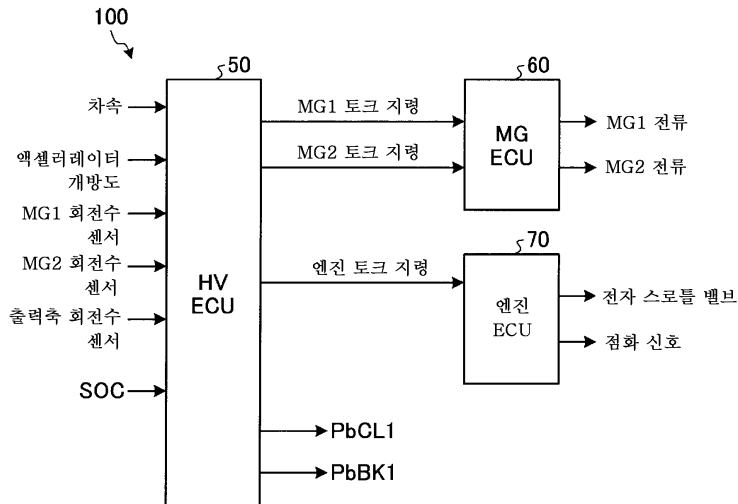 100
50
차속
액셀러레이터
개방도
MG1 회전수
센서
MG2 회전수
센서
출력축 회전수
센서
SOC
HV
ECU
MG1 토크 지령
MG2 토크 지령
엔진 토크 지령
PbCL1
PbBK1
60
MG
ECU
MG1 전류
MG2 전류
70
엔진
ECU
전자 스로틀 밸브
점화 신호